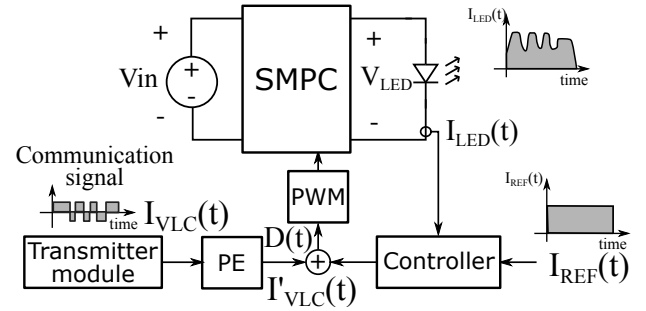 I_LED(t)
time
+
Vin
+
-
-
SMPC
+
V_LED
-
I_LED(t)
Communication
signal
time
I_VLC(t)
PWM
I_REF(t)
time
D(t)
Transmitter
module
PE
+
I'_VLC(t)
Controller
I_REF(t)